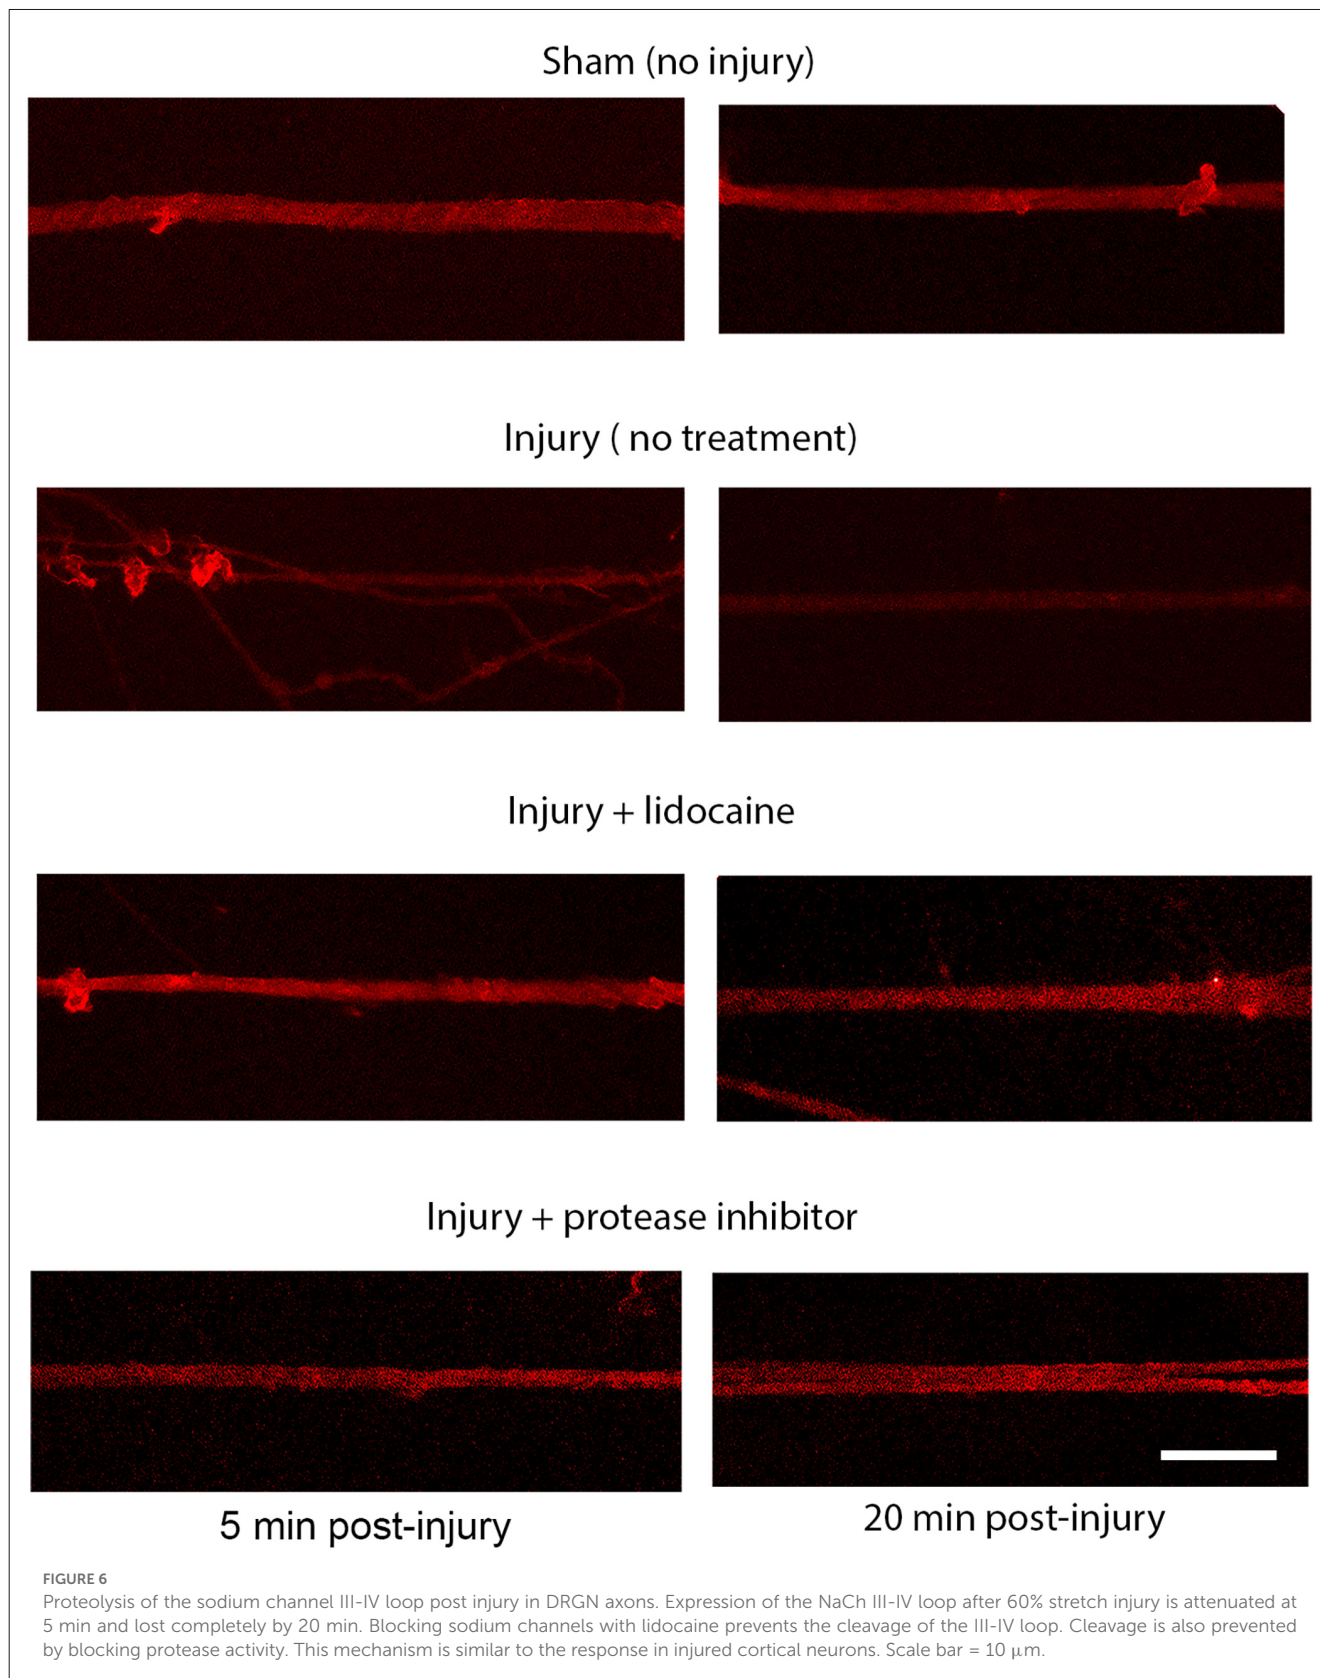 Sham (no injury)
Injury ( no treatment)
Injury + lidocaine
Injury + protease inhibitor
5 min post-injury
20 min post-injury
FIGURE 6
Proteolysis of the sodium channel III-IV loop post injury in DRGN axons. Expression of the NaCh III-IV loop after 60% stretch injury is attenuated at
5 min and lost completely by 20 min. Blocking sodium channels with lidocaine prevents the cleavage of the III-IV loop. Cleavage is also prevented
by blocking protease activity. This mechanism is similar to the response in injured cortical neurons. Scale bar = 10 μm.